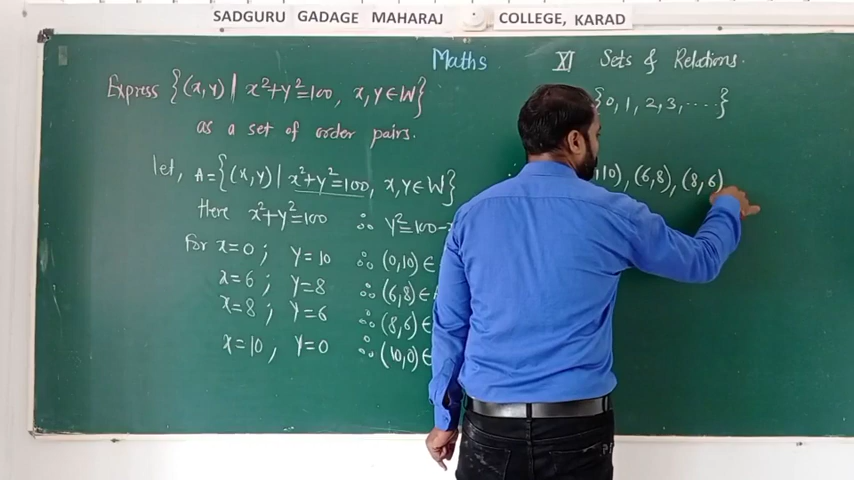 SADGURU GADAGE MAHARAJ COLLEGE, KARAD
Maths XI Sets & Relations.
Express {(x,y) | x²+y²=100, x,y∈W}
as a set of order pairs.
{0, 1, 2, 3, .....}
let, A={(x,y) | x²+y²=100, x,y∈W}
Here x²+y²=100 ∴ y²=100-
For x=0; y=10 ∴ (0,10)∈
x=6; y=8 ∴ (6,8)∈
x=8; y=6 ∴ (8,6)∈
x=10, y=0 ∴ (10,0)∈
10), (6,8), (8,6)